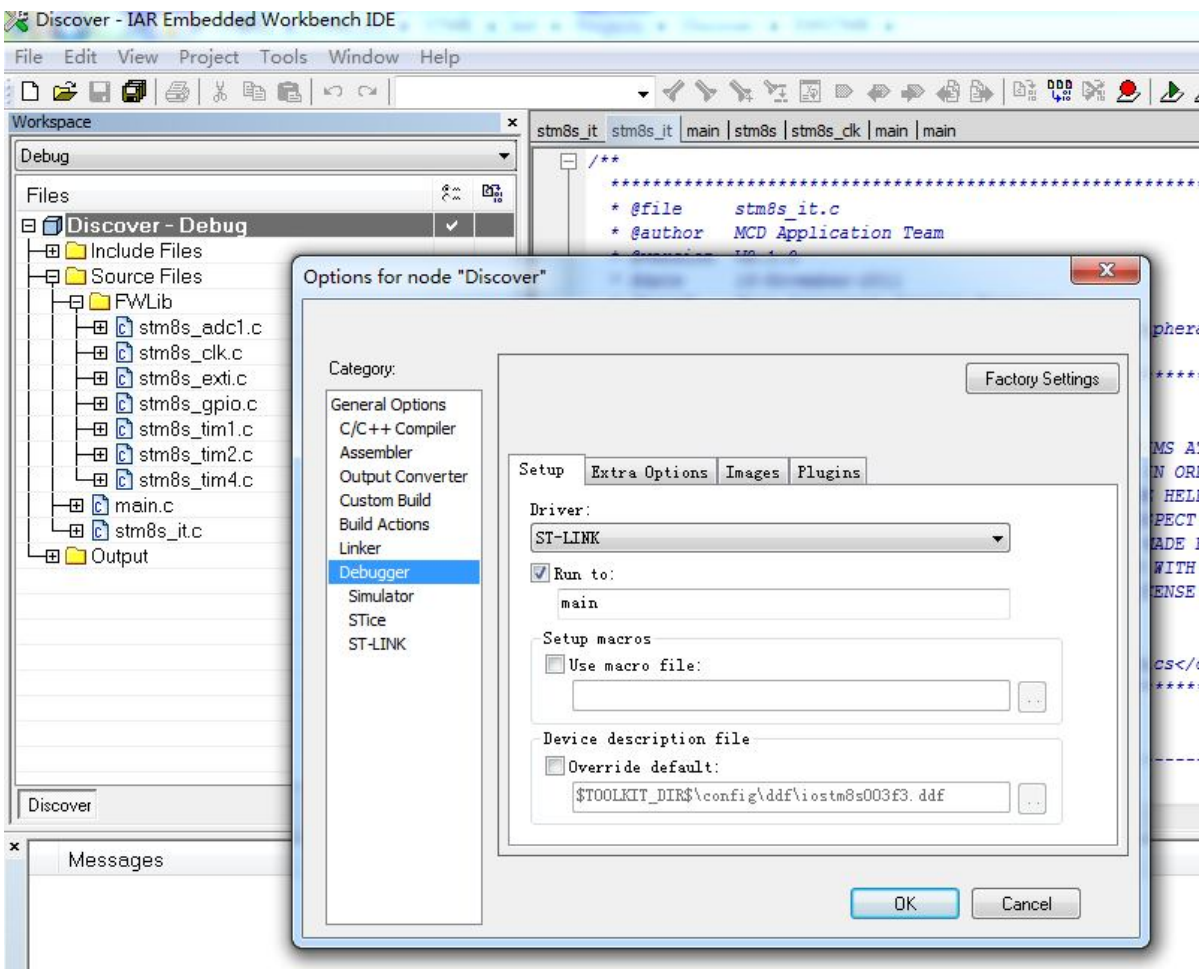 Discover - IAR Embedded Workbench IDE
File Edit View Project Tools Window Help
Workspace
Debug
Files
Discover - Debug
Include Files
Source Files
FWLib
stm8s_adc1.c
stm8s_clk.c
stm8s_exti.c
stm8s_gpio.c
stm8s_tim1.c
stm8s_tim2.c
stm8s_tim4.c
main.c
stm8s_it.c
Output
Discover
Messages
stm8s_it stm8s_it main stm8s stm8s_clk main main
/**
******************************************************
* @file stm8s_it.c
* @author MCD Application Team
Options for node "Discover"
Category:
General Options
C/C++ Compiler
Assembler
Output Converter
Custom Build
Build Actions
Linker
Debugger
Simulator
STice
ST-LINK
Factory Settings
Setup Extra Options Images Plugins
Driver:
ST-LINK
Run to:
main
Setup macros
Use macro file:
Device description file
Override default:
$TOOLKIT_DIR$\config\ddf\iostm8s003f3.ddf
OK Cancel